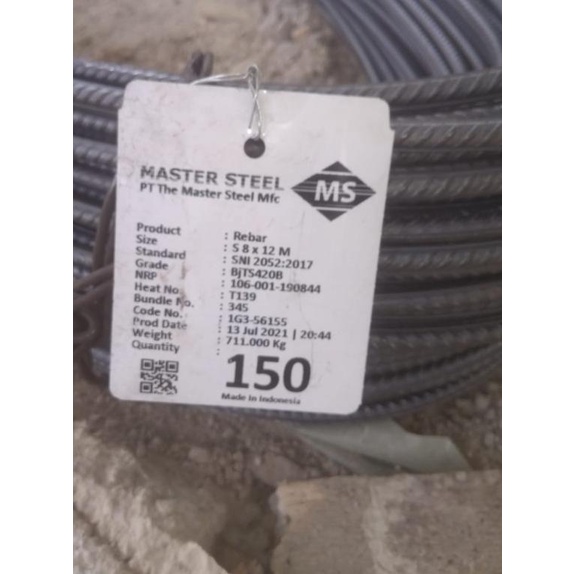 MASTER STEEL
PT The Master Steel Mfc
MS
Product : Rebar
Size : S 8 x 12 M
Standard : SNI 2052:2017
Grade : BjTS420B
NRP : 106-001-190844
Heat No. : T139
Bundle No. : 345
Code No. : 1G3-56155
Prod Date : 13 Jul 2021 | 20:44
Weight : 711.000 Kg
Quantity : 150
Made in Indonesia